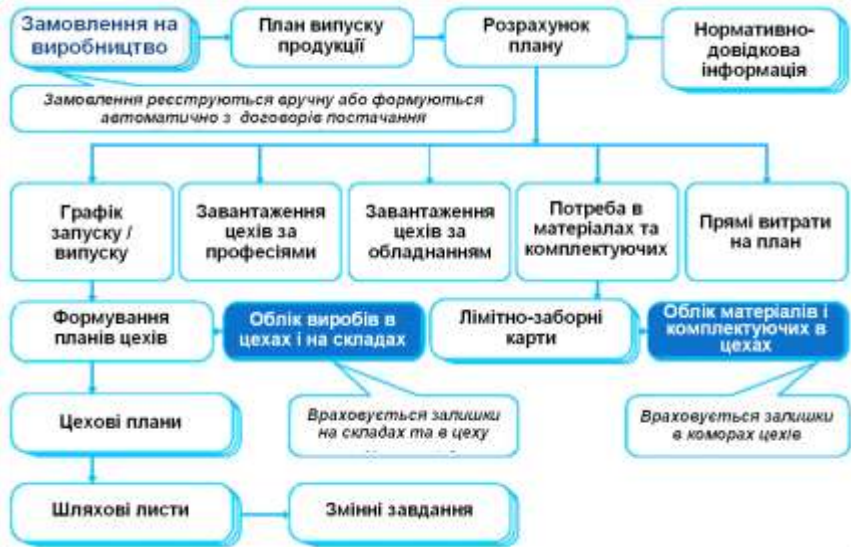 Замовлення на
виробництво
План випуску
продукції
Розрахунок
плану
Нормативно-
довідкова
інформація
Замовлення реєструються вручну або формуються
автоматично з договорів постачання
Графік
запуску /
випуску
Завантаження
цехів за
професіями
Завантаження
цехів за
обладнанням
Потреба в
матеріалах та
комплектуючих
Прямі витрати
на план
Формування
планів цехів
Облік виробів в
цехах і на складах
Лімітно-заборні
карти
Облік матеріалів і
комплектуючих в
цехах
Цехові плани
Враховується залишки
на складах та в цеху
Враховується залишки
в коморах цехів
Шляхові листи
Змінні завдання